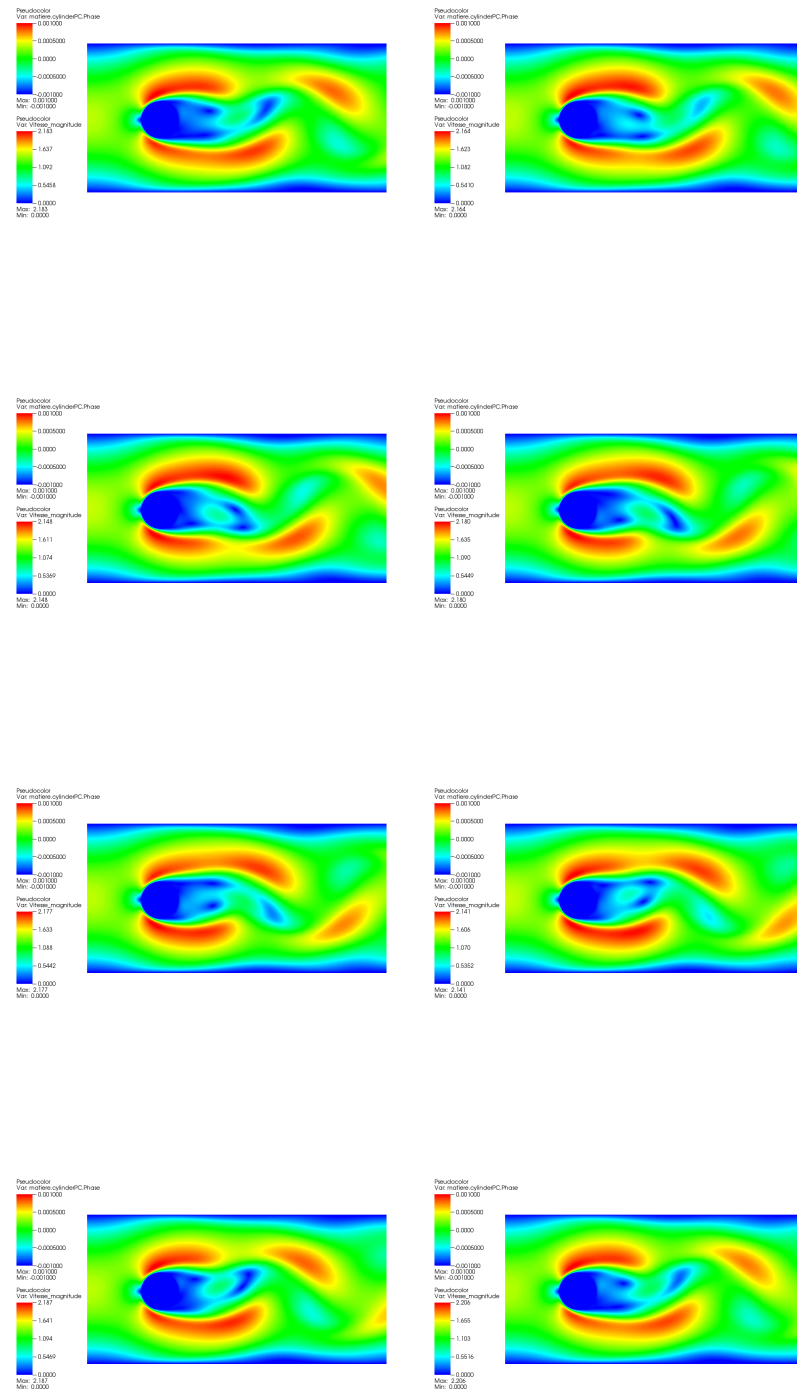 Pseudocolor
Var: matiere.cylinderPC.Phase
0.001000
0.0005000
0.0000
-0.0005000
-0.001000
Max: 0.001000
Min: -0.001000
Pseudocolor
Var: Vitesse_magnitude
2.183
1.637
1.092
0.5458
0.0000
Max: 2.183
Min: 0.0000
Pseudocolor
Var: matiere.cylinderPC.Phase
0.001000
0.0005000
0.0000
-0.0005000
-0.001000
Max: 0.001000
Min: -0.001000
Pseudocolor
Var: Vitesse_magnitude
2.164
1.623
1.082
0.5410
0.0000
Max: 2.164
Min: 0.0000
Pseudocolor
Var: matiere.cylinderPC.Phase
0.001000
0.0005000
0.0000
-0.0005000
-0.001000
Max: 0.001000
Min: -0.001000
Pseudocolor
Var: Vitesse_magnitude
2.148
1.611
1.074
0.5369
0.0000
Max: 2.148
Min: 0.0000
Pseudocolor
Var: matiere.cylinderPC.Phase
0.001000
0.0005000
0.0000
-0.0005000
-0.001000
Max: 0.001000
Min: -0.001000
Pseudocolor
Var: Vitesse_magnitude
2.180
1.635
1.090
0.5449
0.0000
Max: 2.180
Min: 0.0000
Pseudocolor
Var: matiere.cylinderPC.Phase
0.001000
0.0005000
0.0000
-0.0005000
-0.001000
Max: 0.001000
Min: -0.001000
Pseudocolor
Var: Vitesse_magnitude
2.177
1.633
1.088
0.5442
0.0000
Max: 2.177
Min: 0.0000
Pseudocolor
Var: matiere.cylinderPC.Phase
0.001000
0.0005000
0.0000
-0.0005000
-0.001000
Max: 0.001000
Min: -0.001000
Pseudocolor
Var: Vitesse_magnitude
2.141
1.606
1.070
0.5352
0.0000
Max: 2.141
Min: 0.0000
Pseudocolor
Var: matiere.cylinderPC.Phase
0.001000
0.0005000
0.0000
-0.0005000
-0.001000
Max: 0.001000
Min: -0.001000
Pseudocolor
Var: Vitesse_magnitude
2.187
1.641
1.094
0.5469
0.0000
Max: 2.187
Min: 0.0000
Pseudocolor
Var: matiere.cylinderPC.Phase
0.001000
0.0005000
0.0000
-0.0005000
-0.001000
Max: 0.001000
Min: -0.001000
Pseudocolor
Var: Vitesse_magnitude
2.206
1.655
1.103
0.5516
0.0000
Max: 2.206
Min: 0.0000